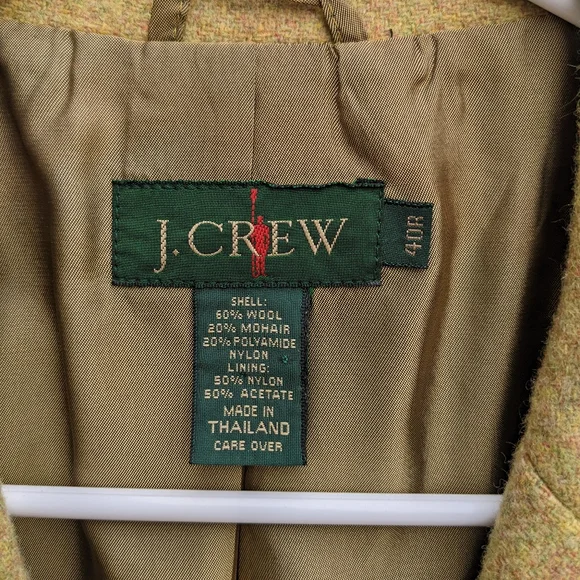 J.CREW
40R
SHELL:
60% WOOL
20% MOHAIR
20% POLYAMIDE
NYLON
LINING:
50% NYLON
50% ACETATE
MADE IN
THAILAND
CARE OVER